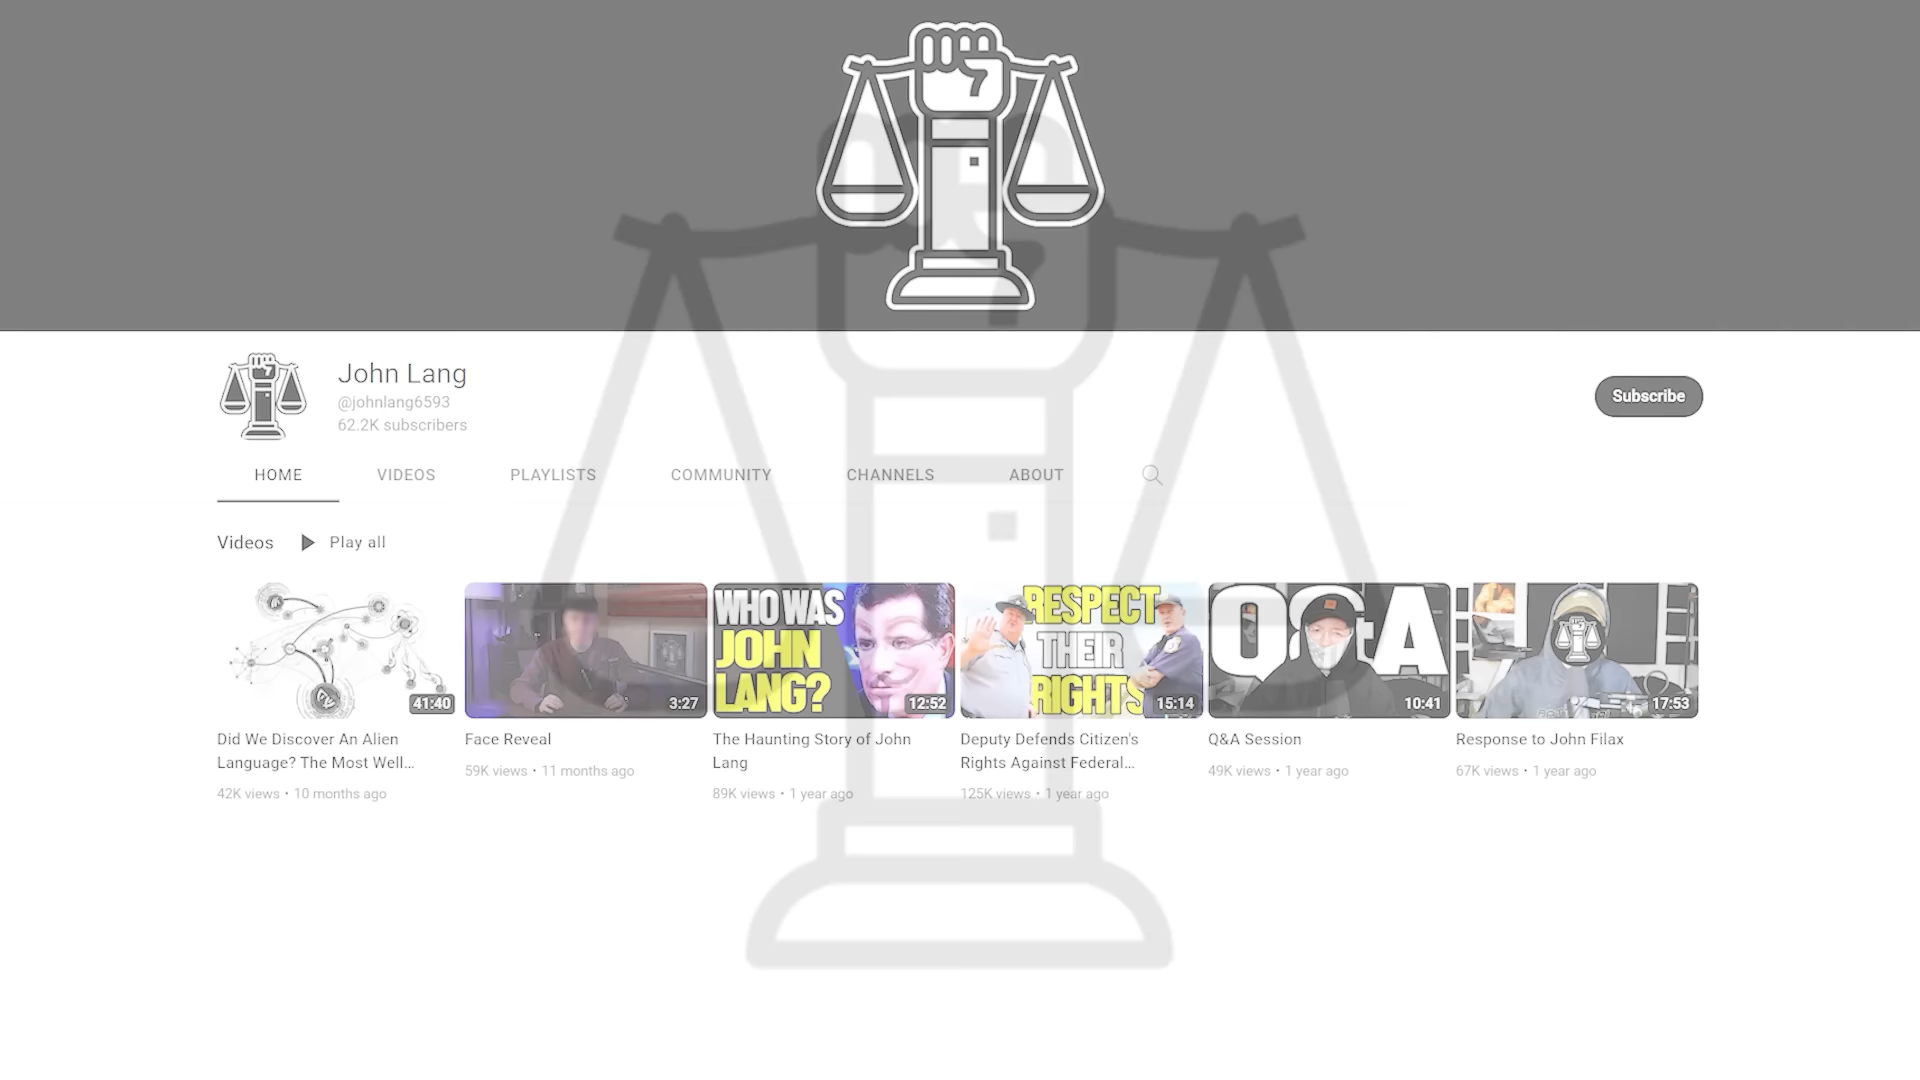 John Lang
@johnlang6593
62.2K subscribers
Subscribe
HOME VIDEOS PLAYLISTS COMMUNITY CHANNELS ABOUT
Videos Play all
41:40
3:27
WHO WAS
JOHN
LANG?
12:52
RESPECT
THEIR
RIGHTS
15:14
Q&A
10:41
17:53
Did We Discover An Alien
Language? The Most Well...
42K views • 10 months ago
Face Reveal
59K views • 11 months ago
The Haunting Story of John
Lang
89K views • 1 year ago
Deputy Defends Citizen's
Rights Against Federal...
125K views • 1 year ago
Q&A Session
49K views • 1 year ago
Response to John Filax
67K views • 1 year ago